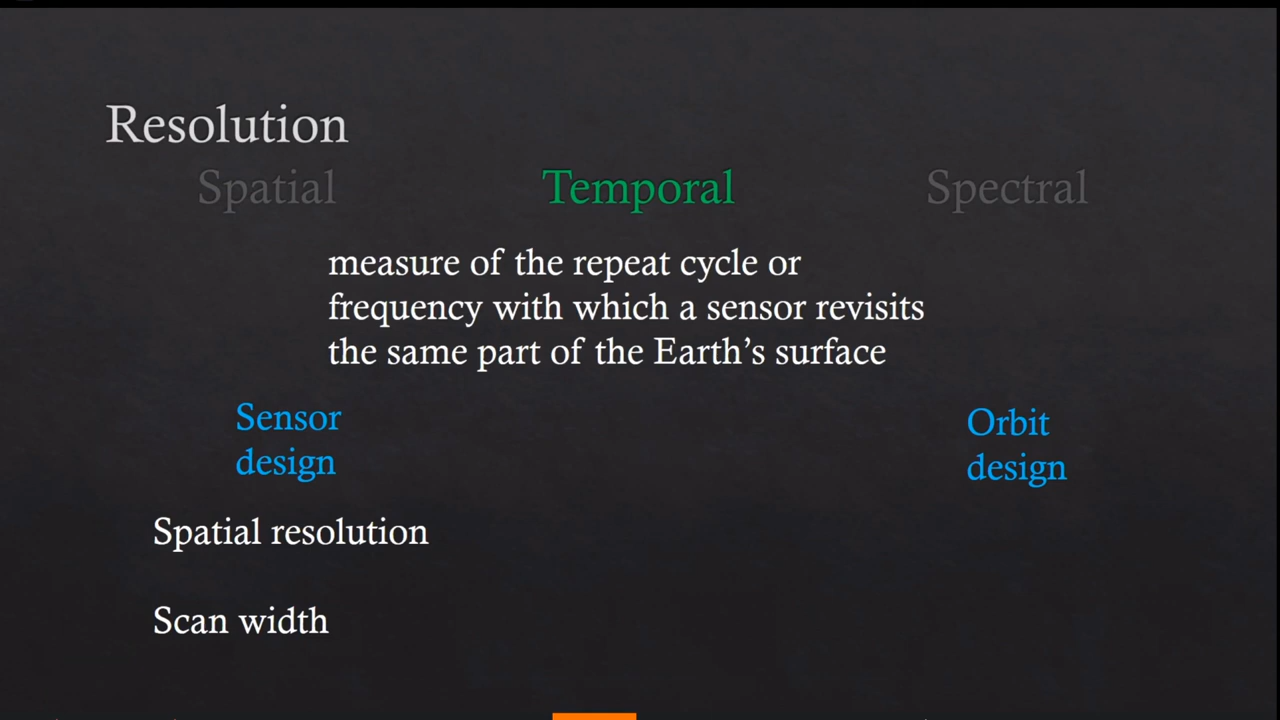 Resolution
Spatial
Temporal
Spectral
measure of the repeat cycle or
frequency with which a sensor revisits
the same part of the Earth’s surface
Sensor
design
Orbit
design
Spatial resolution
Scan width